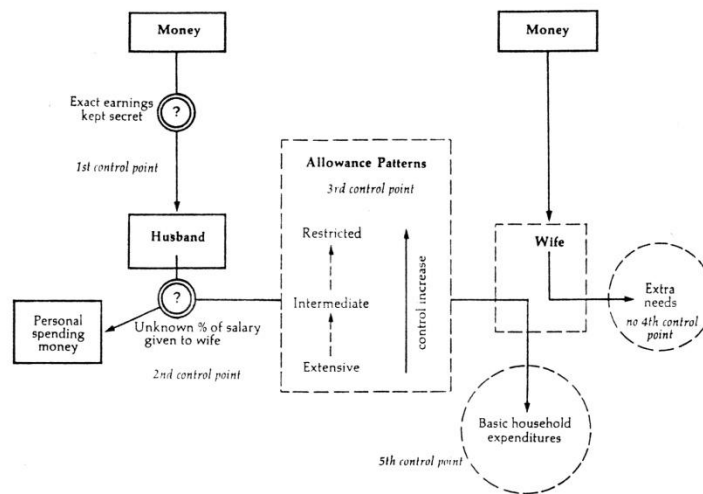 Money
Money
?
Exact earnings
kept secret
1st control point
Allowance Patterns
3rd control point
Restricted
Intermediate
Extensive
control increase
Husband
?
Personal
spending
money
Unknown % of salary
given to wife
2nd control point
Wife
Extra
needs
no 4th control
point
Basic household
expenditures
5th control point